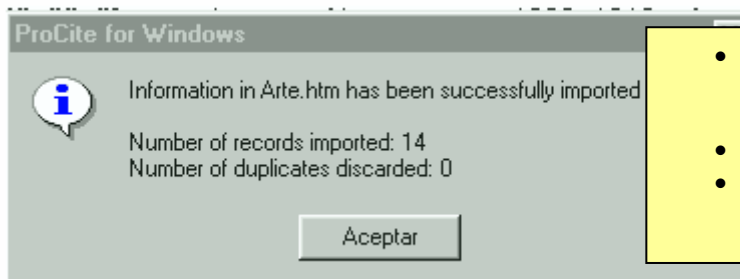 ProCite for Windows
Information in Arte.htm has been successfully imported
Number of records imported: 14
Number of duplicates discarded: 0
Aceptar